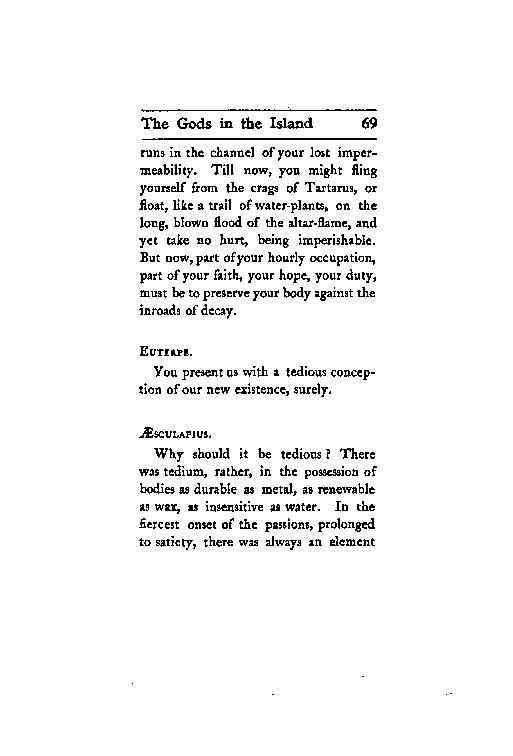 The Gods in the Island 69
runs in the channel of your lost imper-
meability. Till now, you might fling
yourself from the crags of Tartarus, or
float, like a trail of water-plants, on the
long, blown flood of the altar-flame, and
yet take no hurt, being imperishable.
But now, part of your hourly occupation,
part of your faith, your hope, your duty,
must be to preserve your body against the
inroads of decay.
EUTERPE.
You present us with a tedious concep-
tion of our new existence, surely.
ÆSCULAPIUS.
Why should it be tedious? There
was tedium, rather, in the possession of
bodies as durable as metal, as renewable
as wax, as insensitive as water. In the
fiercest onset of the passions, prolonged
to satiety, there was always an element